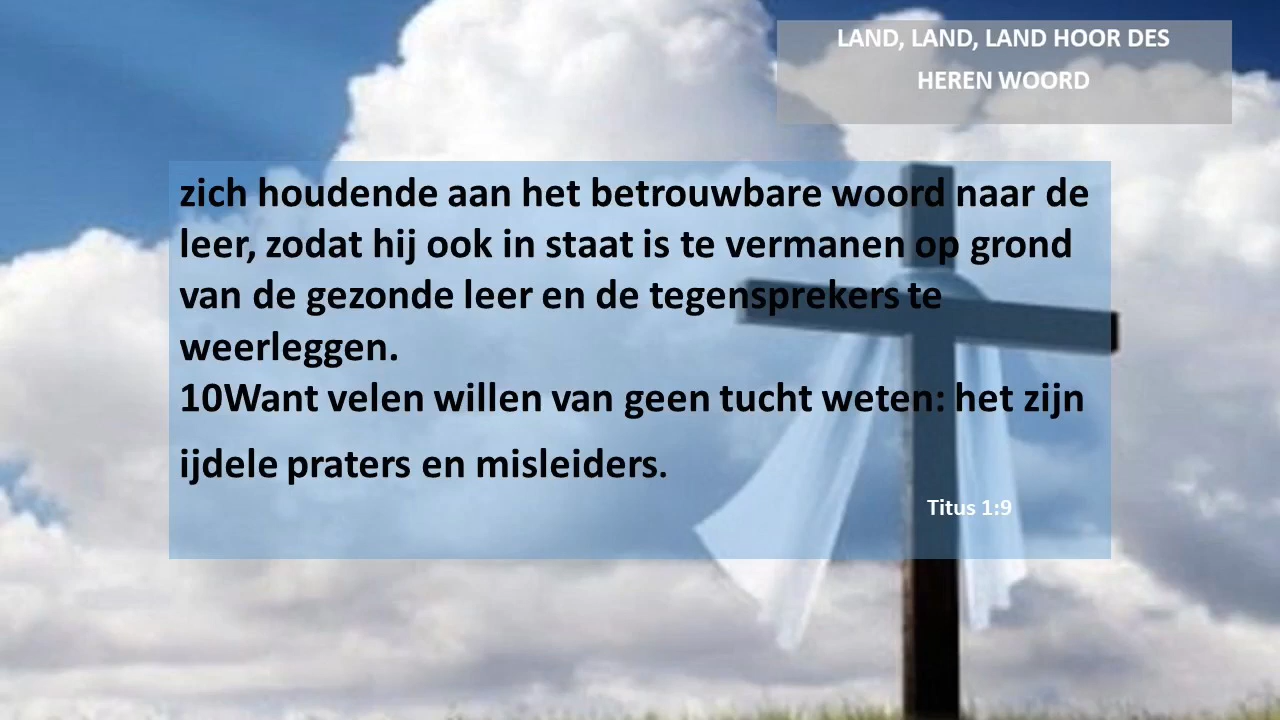 LAND, LAND, LAND HOOR DES
HEREN WOORD
zich houdende aan het betrouwbare woord naar de
leer, zodat hij ook in staat is te vermanen op grond
van de gezonde leer en de tegensprekers te
weerleggen.
10Want velen willen van geen tucht weten: het zijn
ijdele praters en misleiders.
Titus 1:9